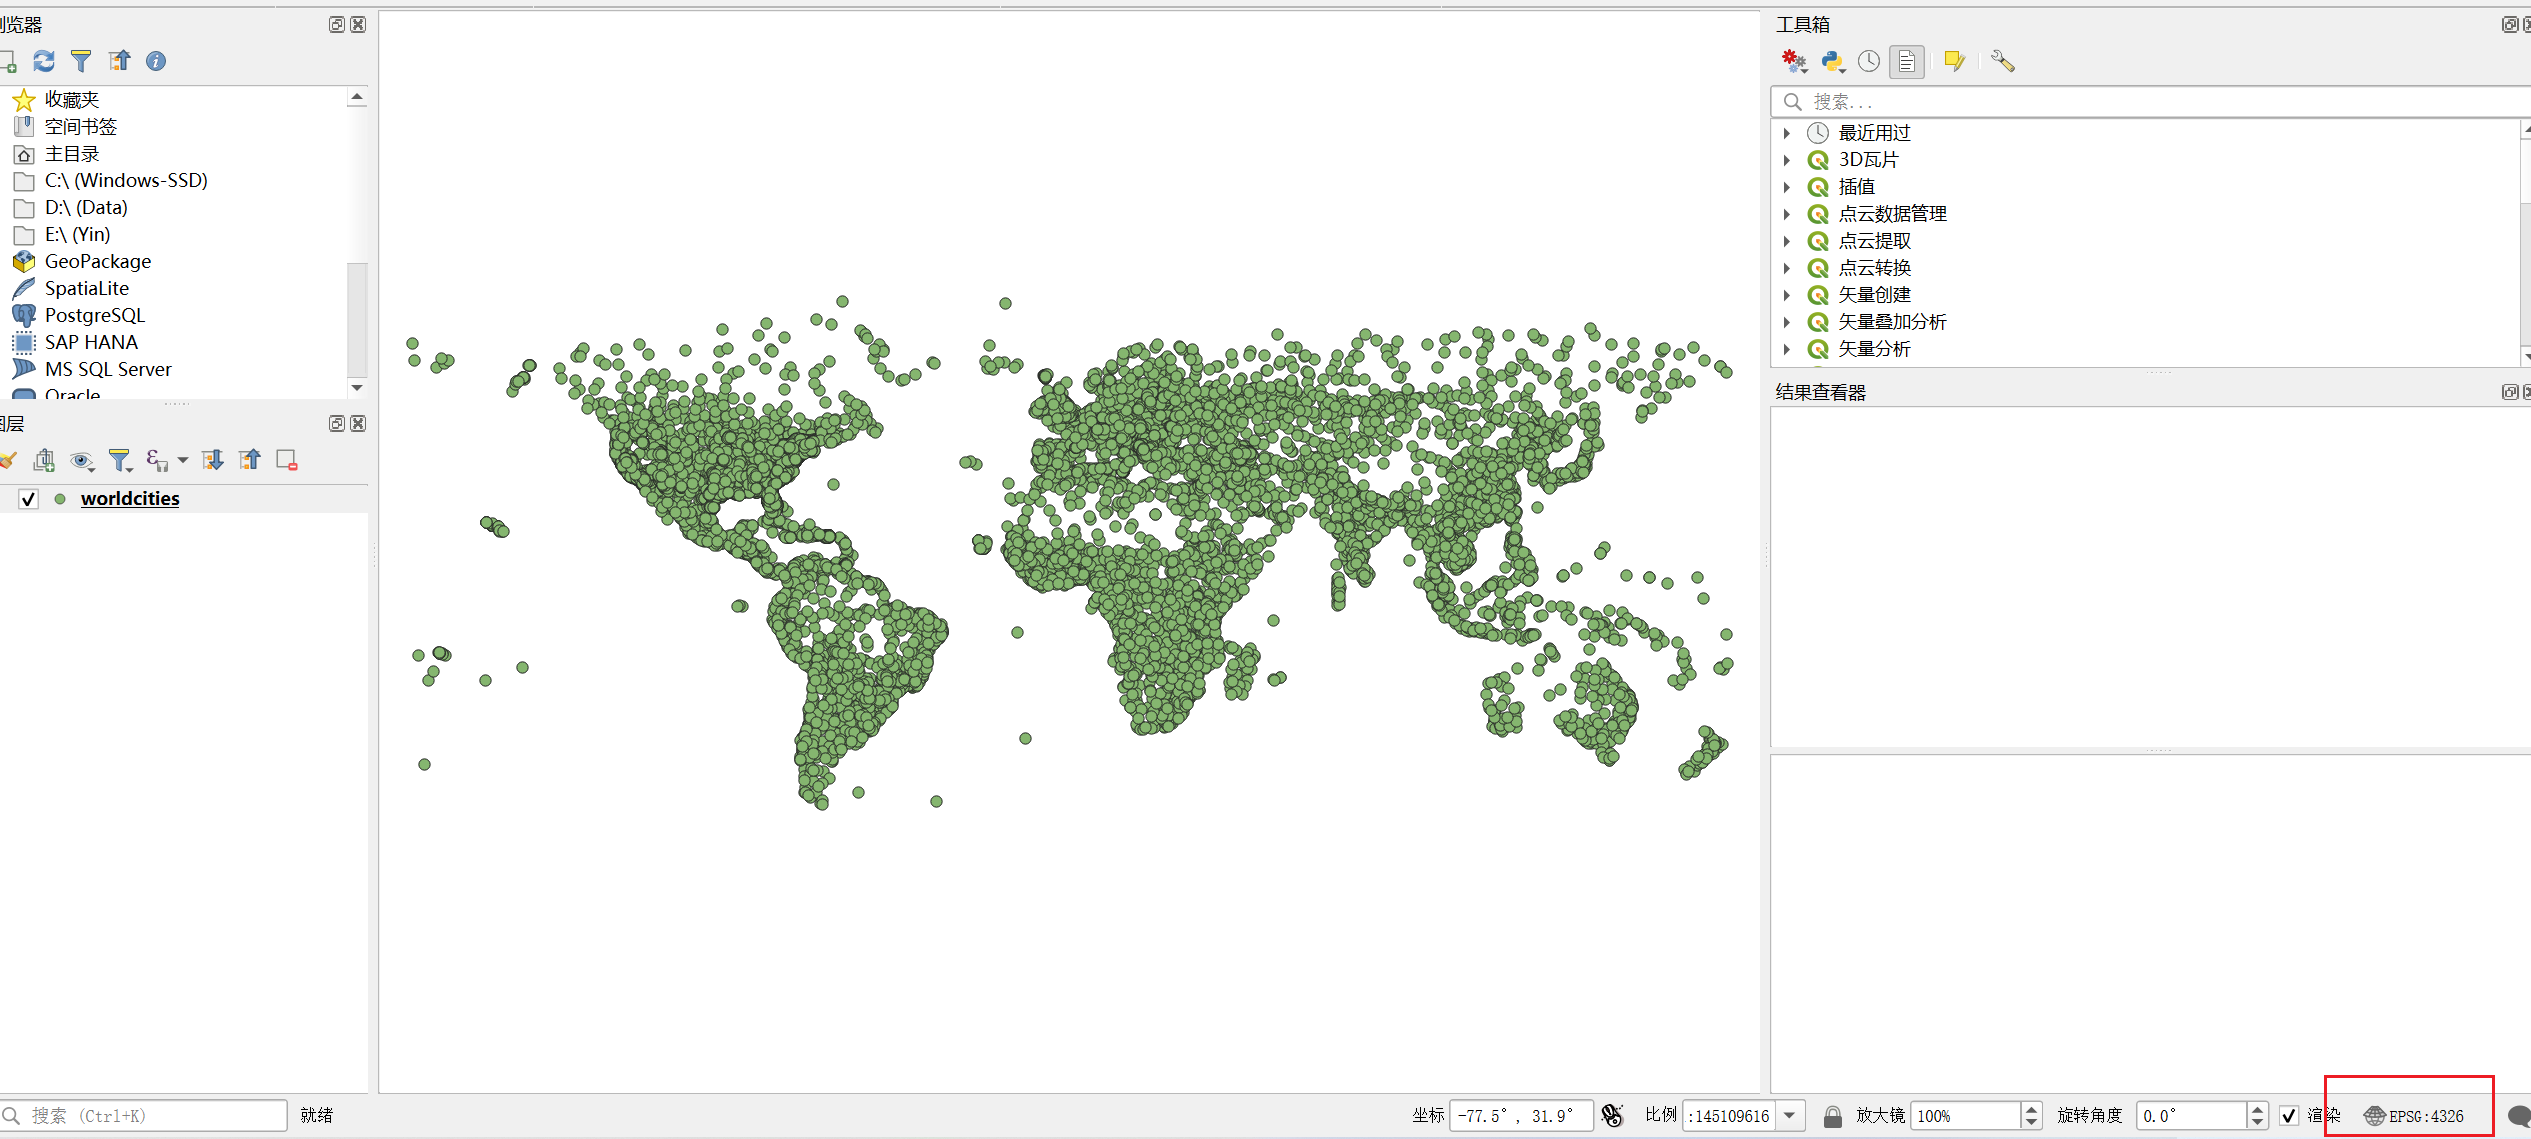 浏览器
收藏夹
空间书签
主目录
C:\ (Windows-SSD)
D:\ (Data)
E:\ (Yin)
GeoPackage
SpatiaLite
PostgreSQL
SAP HANA
MS SQL Server
Oracle
图层
worldcities
工具箱
搜索...
最近用过
3D瓦片
插值
点云数据管理
点云提取
点云转换
矢量创建
矢量叠加分析
矢量分析
结果查看器
搜索 (Ctrl+K) 就绪 坐标 -77.5°, 31.9° 比例 :145109616 放大镜 100% 旋转角度 0.0° 渲染 EPSG:4326